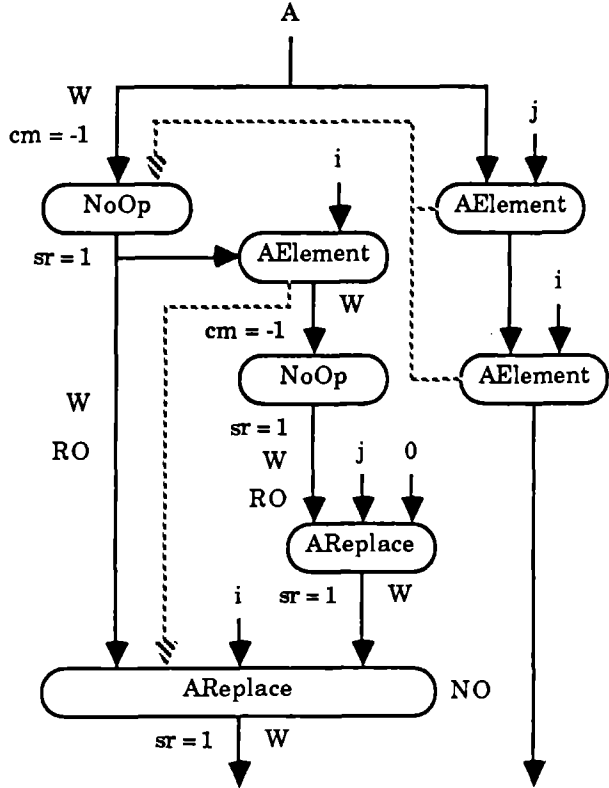 A
W
j
cm = -1
i
NoOp
AElement
sr = 1
AElement
i
W
cm = -1
NoOp
AElement
W
sr = 1
RO
W
j
0
RO
AReplace
sr = 1
W
i
AReplace
NO
sr = 1
W